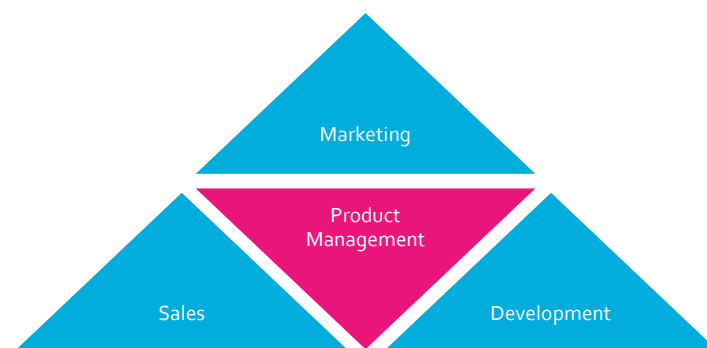 Marketing
Product
Management
Sales
Development